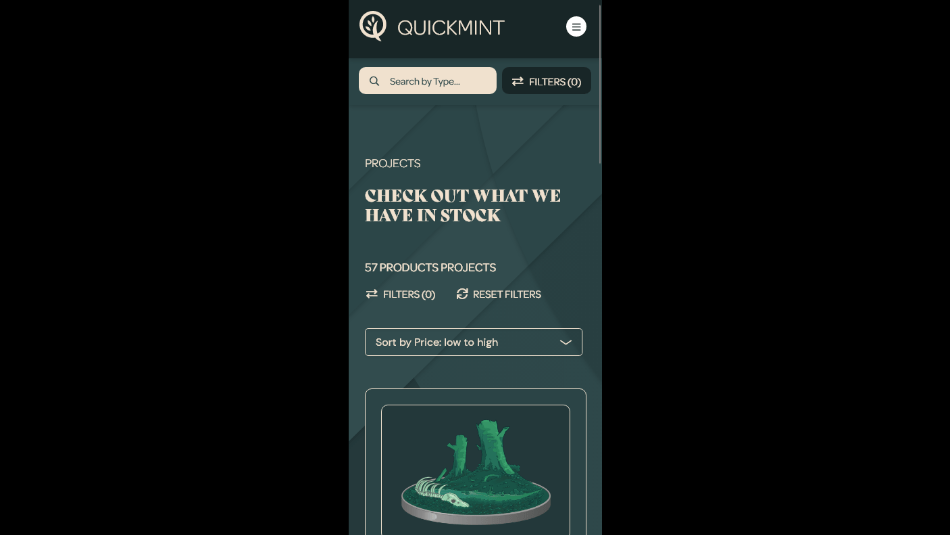 QUICKMINT
Search by Type...
FILTERS (0)
PROJECTS
CHECK OUT WHAT WE
HAVE IN STOCK
57 PRODUCTS PROJECTS
FILTERS (0)
RESET FILTERS
Sort by Price: low to high